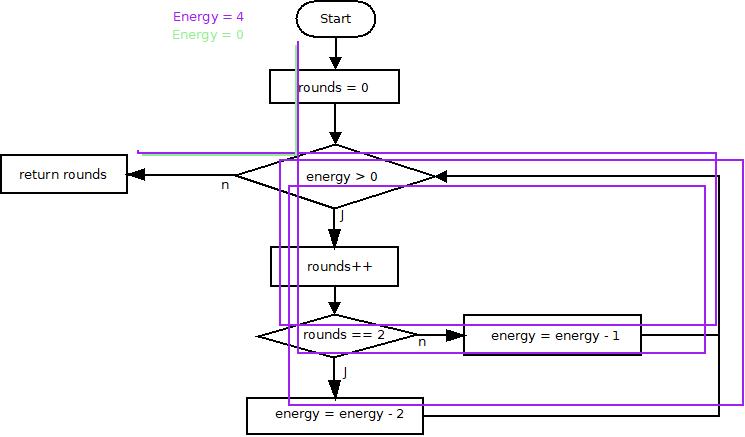 Energy = 4
Energy = 0
Start
rounds = 0
return rounds
n
energy > 0
J
rounds++
rounds == 2
n
energy = energy - 1
J
energy = energy - 2